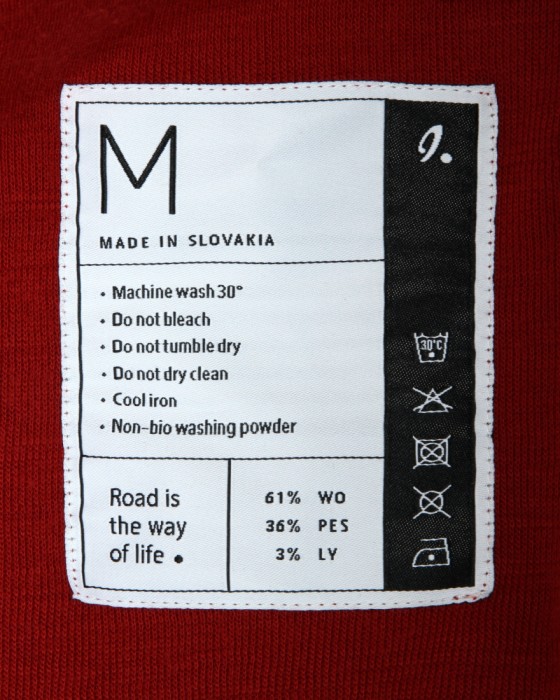 M
MADE IN SLOVAKIA
• Machine wash 30°
• Do not bleach
• Do not tumble dry
• Do not dry clean
• Cool iron
• Non-bio washing powder
Road is
the way
of life •
61% WO
36% PES
3% LY
30°C